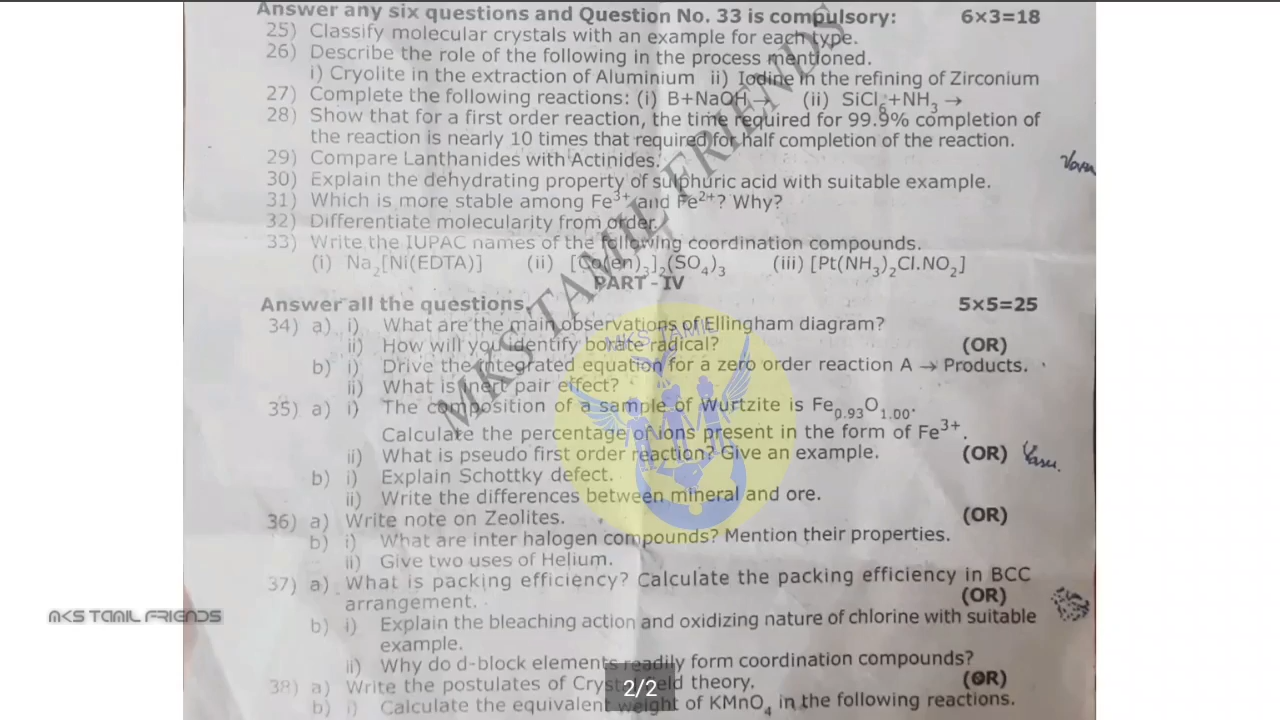 Answer any six questions and Question No. 33 is compulsory: 6×3=18
25) Classify molecular crystals with an example for each type.
26) Describe the role of the following in the process mentioned.
i) Cryolite in the extraction of Aluminium ii) Iodine in the refining of Zirconium
27) Complete the following reactions: (i) B+NaOH → (ii) SiCl₆+NH₃ →
28) Show that for a first order reaction, the time required for 99.9% completion of
the reaction is nearly 10 times that required for half completion of the reaction.
29) Compare Lanthanides with Actinides.
30) Explain the dehydrating property of sulphuric acid with suitable example.
31) Which is more stable among Fe³⁺ and Fe²⁺? Why?
32) Differentiate molecularity from order.
33) Write the IUPAC names of the following coordination compounds.
(i) Na₂[Ni(EDTA)] (ii) [Co(en)₃]₂(SO₄)₃ (iii) [Pt(NH₃)₂Cl.NO₂]
PART - IV
Answer all the questions. 5×5=25
34) a) i) What are the main observations of Ellingham diagram?
ii) How will you identify borate radical? (OR)
b) i) Drive the integrated equation for a zero order reaction A → Products.
ii) What is inert pair effect?
35) a) i) The composition of a sample of Wurtzite is Fe₀.₉₃O₁.₀₀.
Calculate the percentage of ions present in the form of Fe³⁺.
ii) What is pseudo first order reaction? Give an example. (OR)
b) i) Explain Schottky defect.
ii) Write the differences between mineral and ore.
36) a) Write note on Zeolites. (OR)
b) i) What are inter halogen compounds? Mention their properties.
ii) Give two uses of Helium.
37) a) What is packing efficiency? Calculate the packing efficiency in BCC
arrangement. (OR)
b) i) Explain the bleaching action and oxidizing nature of chlorine with suitable
example.
ii) Why do d-block elements readily form coordination compounds?
38) a) Write the postulates of Crystal field theory. (OR)
b) i) Calculate the equivalent weight of KMnO₄ in the following reactions.
MKS TAMIL FRIENDS
MKS TAMIL
MKS TAMIL FRIENDS
2/2